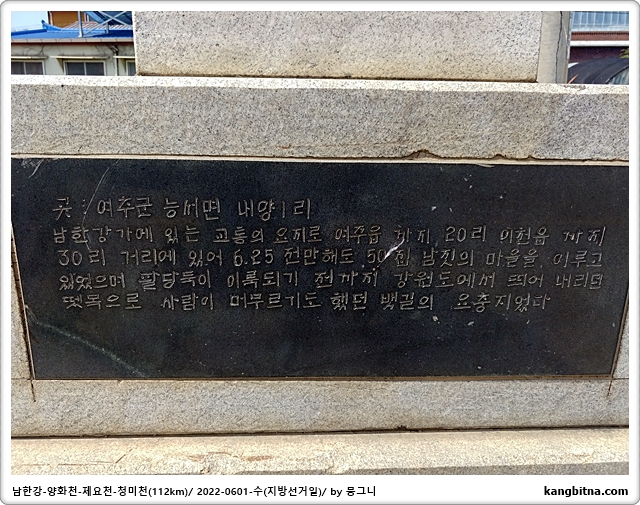 곳: 여주군 능서면 내양1리
남한강가에 있는 교통의 요지로 여주읍 까지 20리 이천읍 까지
30리 거리에 있어 6.25 전만해도 50집 남짓의 마을을 이루고
있었으며 팔당둑이 이룩되기 전까지 강원도에서 띄어 내리던
뗏목으로 사람이 머무르기도 했던 뱃길의 요충지였다
남한강-양화천-제요천-청미천(112km)/ 2022-0601-수(지방선거일)/ by 뭉그니
kangbitna.com